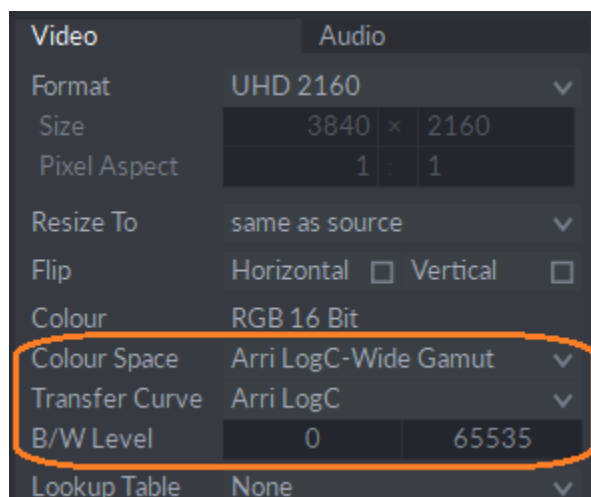 Video Audio
Format UHD 2160
Size 3840 × 2160
Pixel Aspect 1 : 1
Resize To same as source
Flip Horizontal Vertical
Colour RGB 16 Bit
Colour Space Arri LogC-Wide Gamut
Transfer Curve Arri LogC
B/W Level 0 65535
Lookup Table None